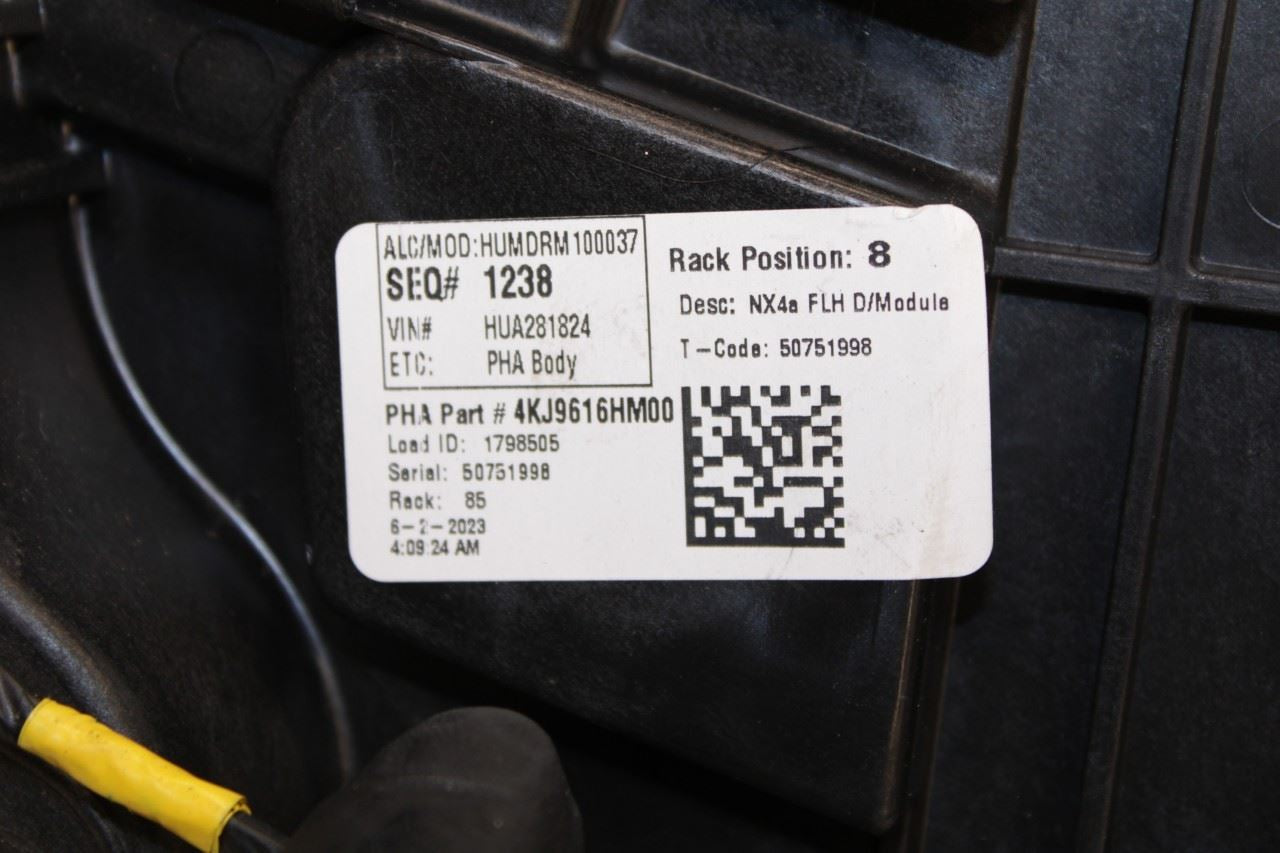 ALC/MOD:HUMDRM100037
SEQ# 1238
VIN# HUA281824
ETC: PHA Body
PHA Part # 4KJ9616HM00
Load ID: 1798505
Serial: 50751998
Rack: 85
6-2-2023
4:09:24 AM
Rack Position: 8
Desc: NX4a FLH D/Module
T-Code: 50751998